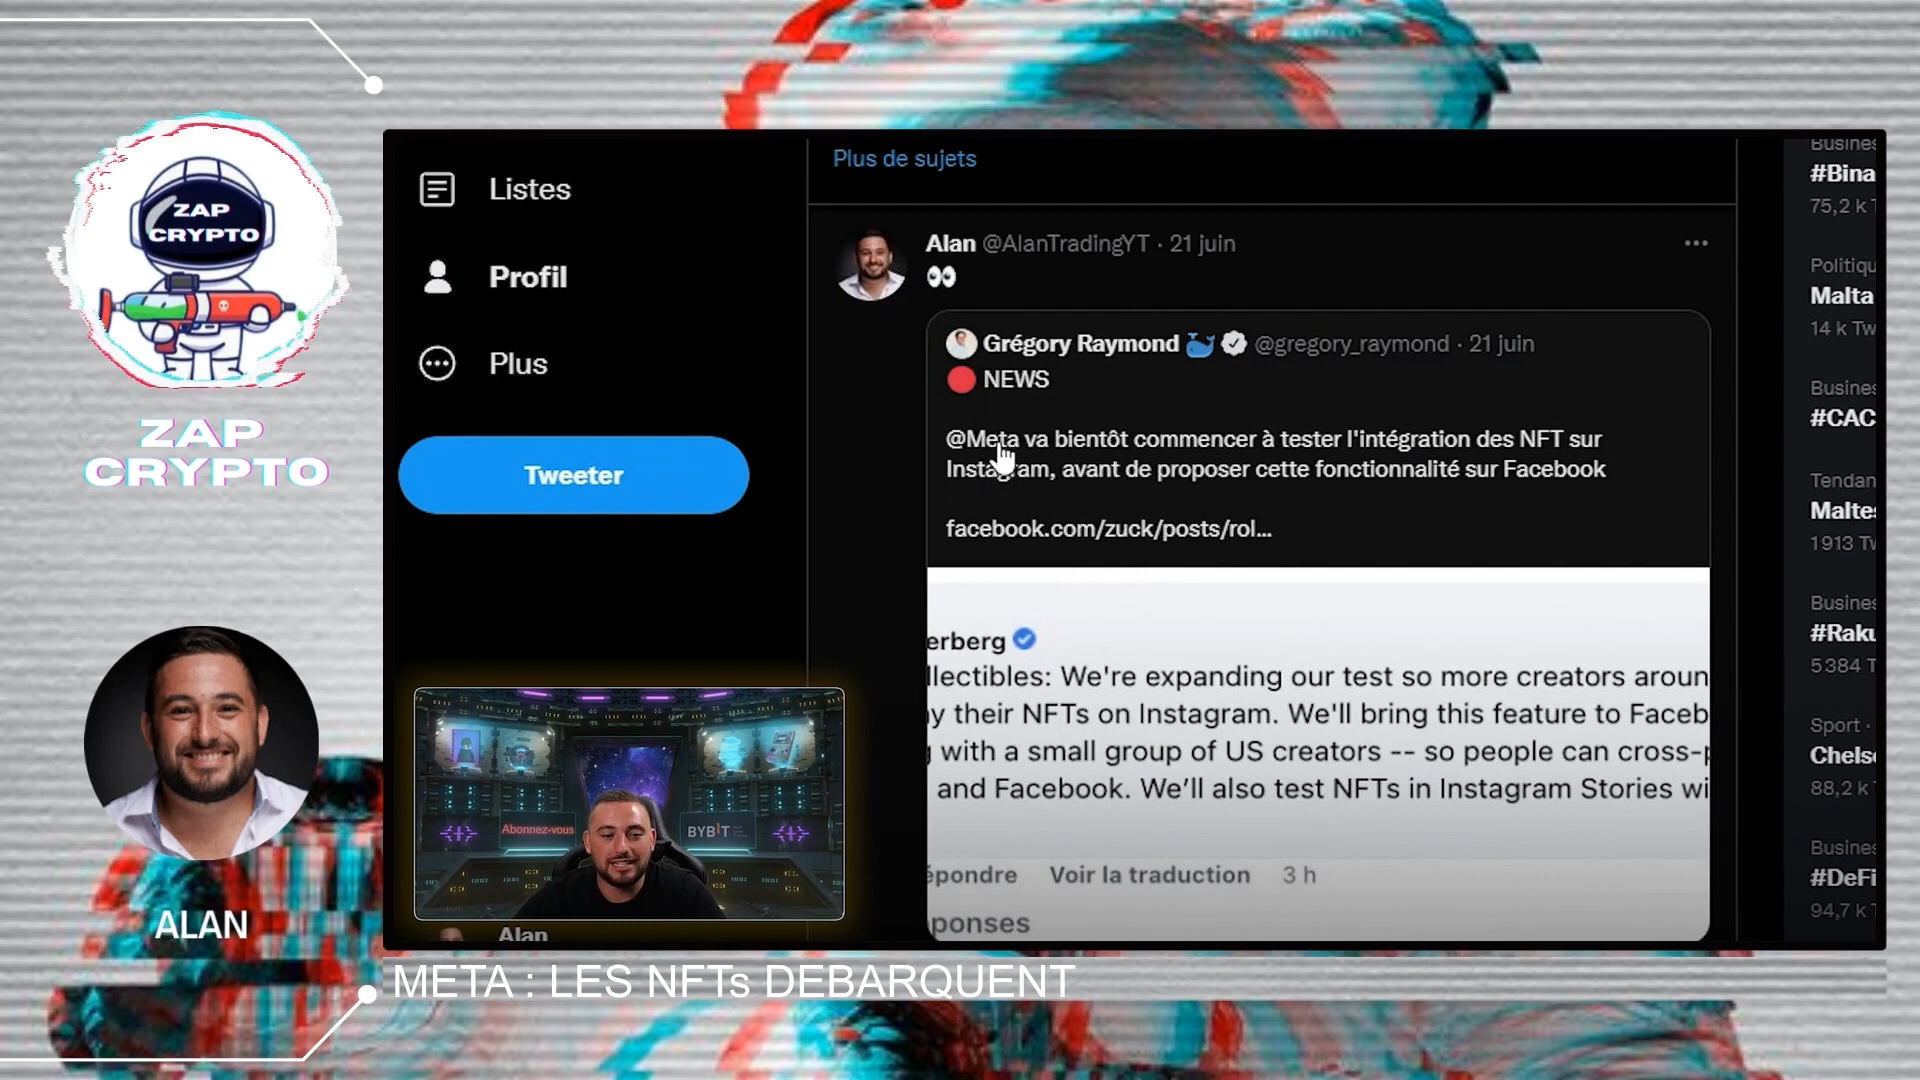 ZAP
CRYPTO
ZAP
CRYPTO
ALAN
Listes
Profil
Plus
Tweeter
Abonnez-vous
BYBIT
Alan
Plus de sujets
Alan @AlanTradingYT · 21 juin
👀
Grégory Raymond 🐳 @gregory_raymond · 21 juin
🔴 NEWS
@Meta va bientôt commencer à tester l'intégration des NFT sur
Instagram, avant de proposer cette fonctionnalité sur Facebook
facebook.com/zuck/posts/rol...
erberg
llectibles: We're expanding our test so more creators aroun
y their NFTs on Instagram. We'll bring this feature to Faceb
g with a small group of US creators -- so people can cross-p
and Facebook. We'll also test NFTs in Instagram Stories wi
épondre Voir la traduction 3 h
ponses
Busines
#Bina
75,2 k T
Politiqu
Malta
14 k Tw
Busines
#CAC
Tendan
Maltes
1913 Tw
Busines
#Raku
5384 T
Sport ·
Chelse
88,2 k
Busines
#DeFi
94,7 k T
META : LES NFTs DEBARQUENT